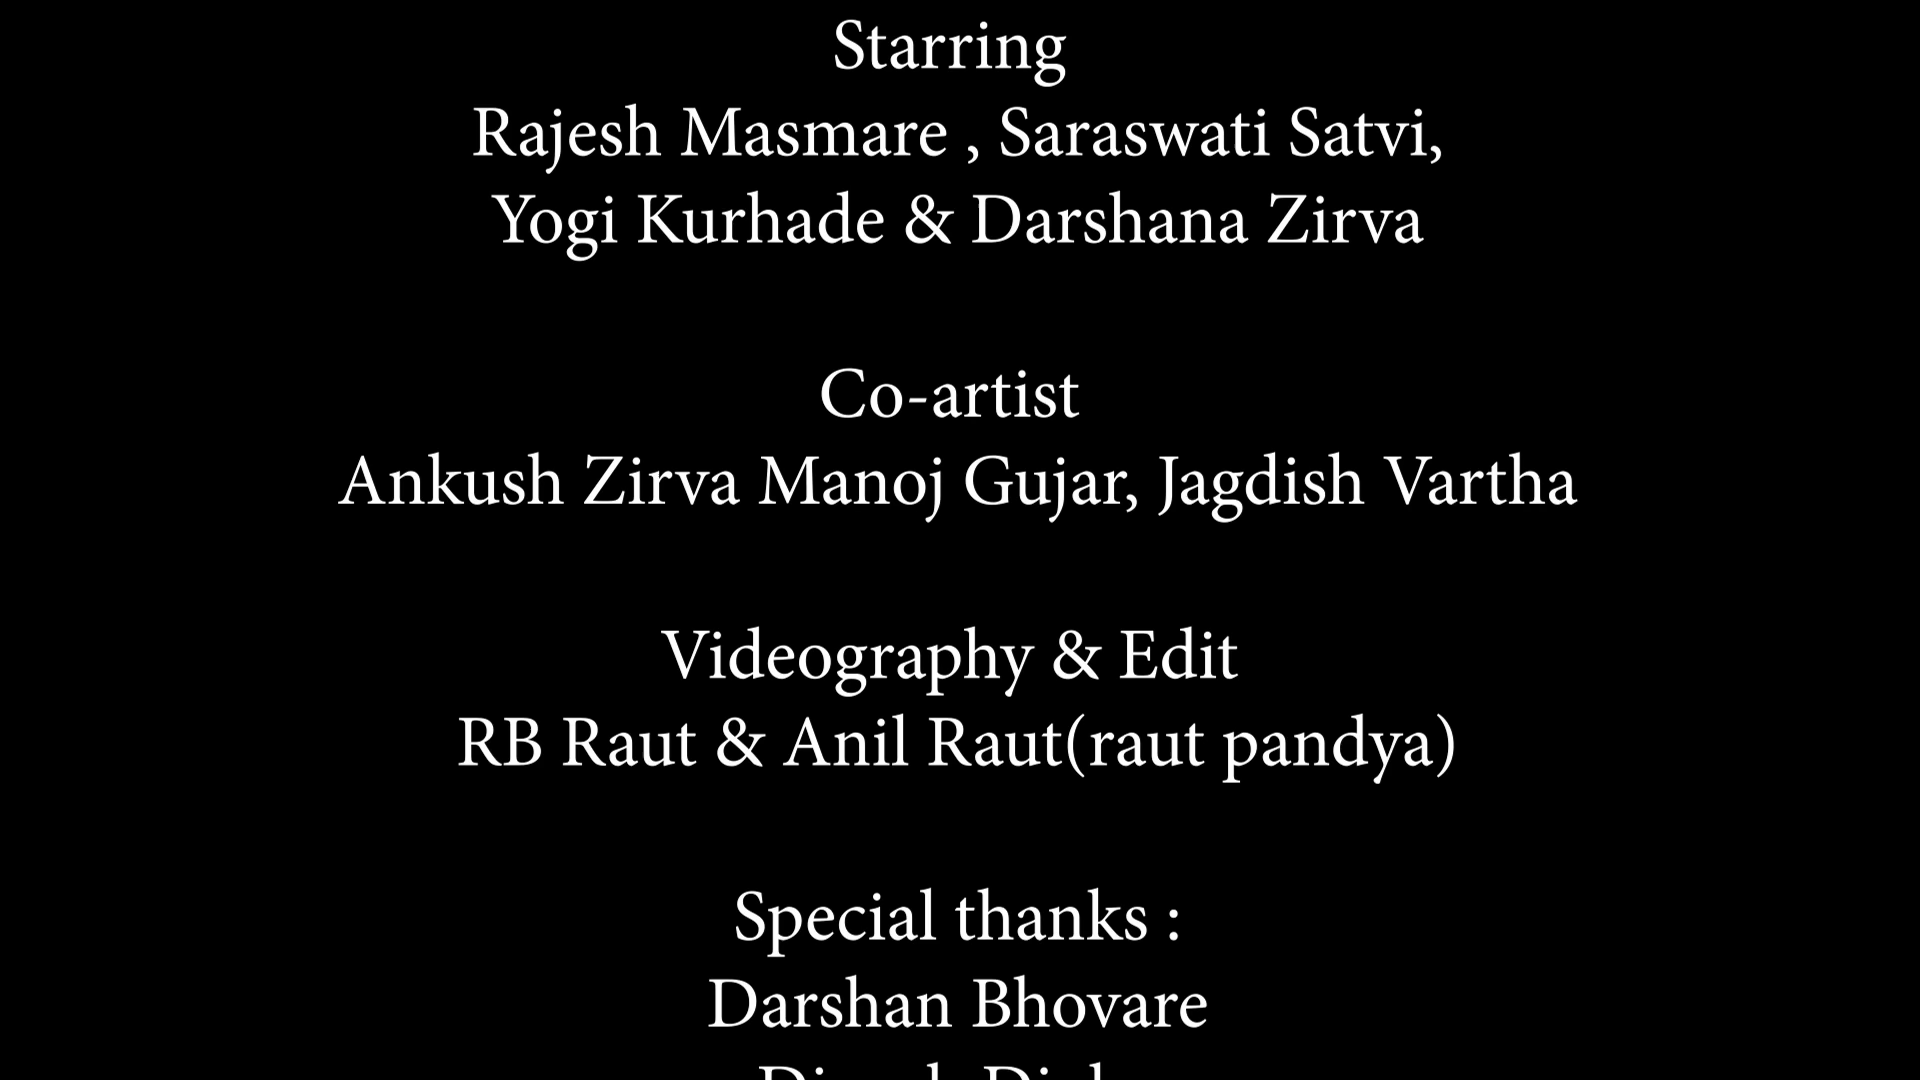 Starring
Rajesh Masmare , Saraswati Satvi,
Yogi Kurhade & Darshana Zirva
Co-artist
Ankush Zirva Manoj Gujar, Jagdish Vartha
Videography & Edit
RB Raut & Anil Raut(raut pandya)
Special thanks :
Darshan Bhovare